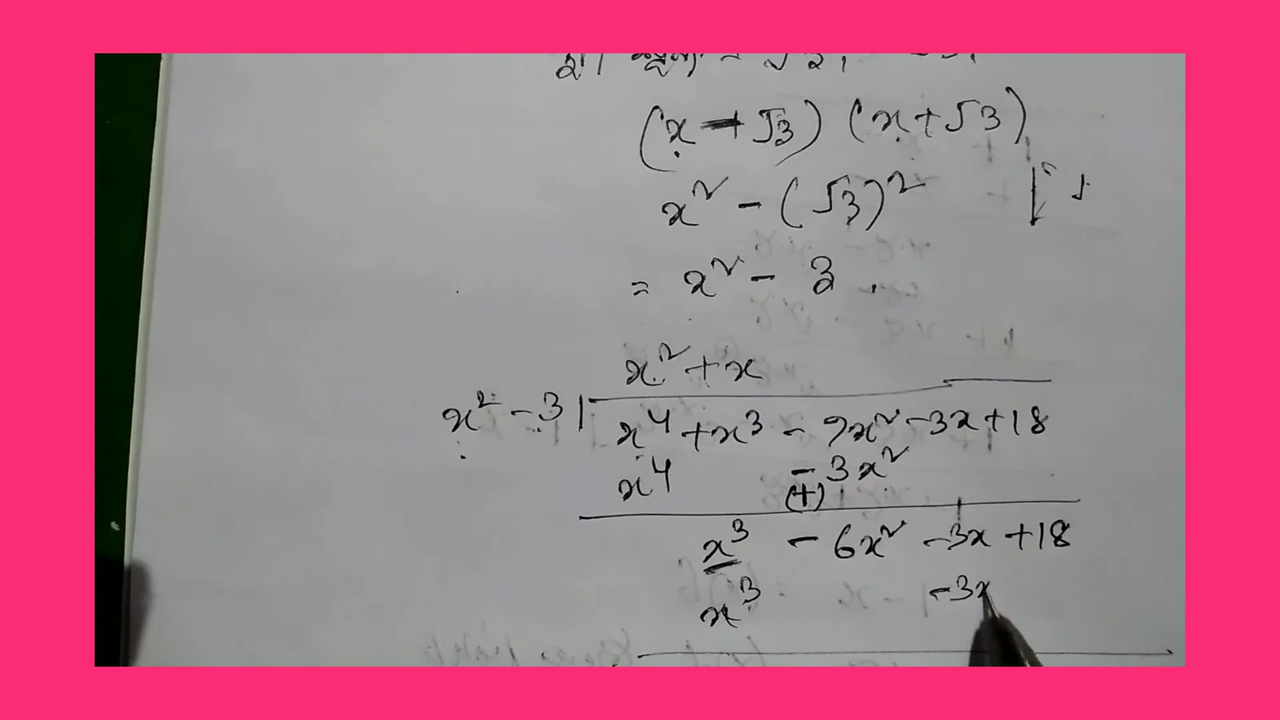 (x - √3) (x + √3)
x² - (√3)²
= x² - 3 .
x² + x
x² - 3 | x⁴ + x³ - 9x² - 3x + 18
x⁴ - 3x²
(+)
x³ - 6x² - 3x + 18
x³ - 3x